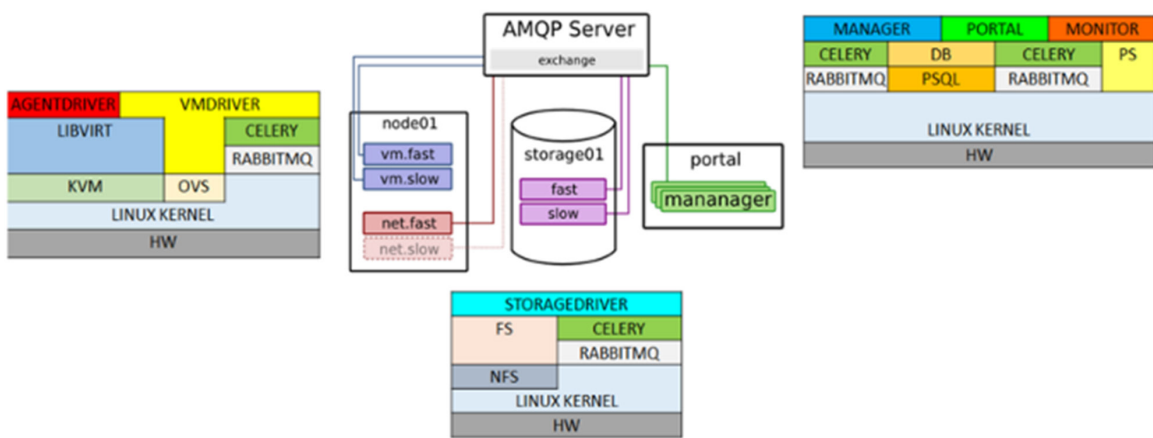 AMQP Server
exchange
node01
vm.fast
vm.slow
net.fast
net.slow
storage01
fast
slow
portal
mananager
AGENTDRIVER VMDRIVER
LIBVIRT CELERY
RABBITMQ
KVM OVS
LINUX KERNEL
HW
MANAGER PORTAL MONITOR
CELERY DB CELERY PS
RABBITMQ PSQL RABBITMQ
LINUX KERNEL
HW
STORAGEDRIVER
FS CELERY
RABBITMQ
NFS
LINUX KERNEL
HW